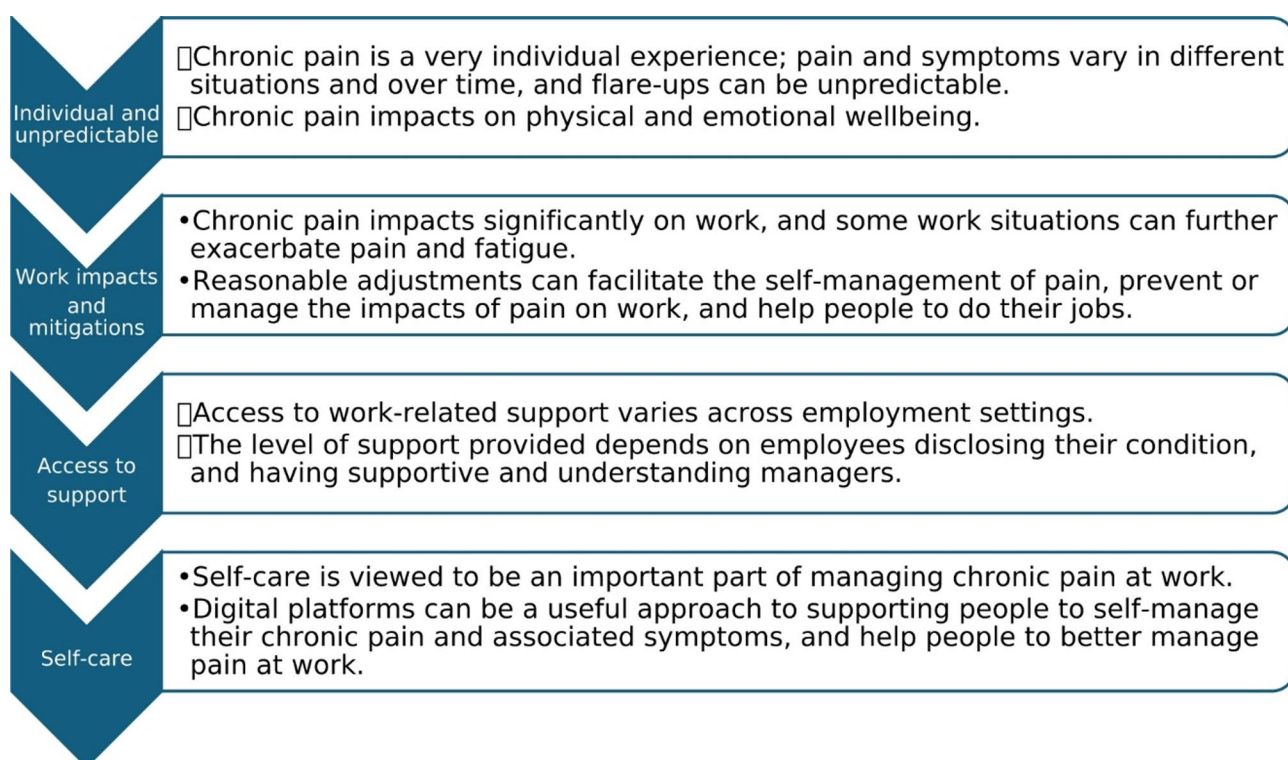 Individual and
unpredictable
▯Chronic pain is a very individual experience; pain and symptoms vary in different
situations and over time, and flare-ups can be unpredictable.
▯Chronic pain impacts on physical and emotional wellbeing.
Work impacts
and
mitigations
•Chronic pain impacts significantly on work, and some work situations can further
exacerbate pain and fatigue.
•Reasonable adjustments can facilitate the self-management of pain, prevent or
manage the impacts of pain on work, and help people to do their jobs.
Access to
support
▯Access to work-related support varies across employment settings.
▯The level of support provided depends on employees disclosing their condition,
and having supportive and understanding managers.
Self-care
•Self-care is viewed to be an important part of managing chronic pain at work.
•Digital platforms can be a useful approach to supporting people to self-manage
their chronic pain and associated symptoms, and help people to better manage
pain at work.